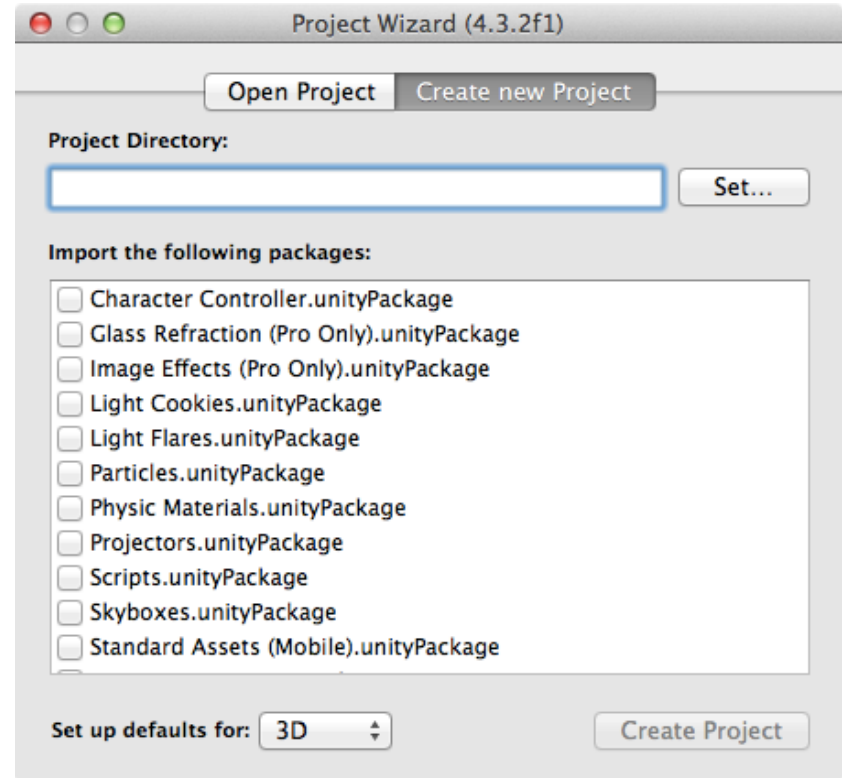 Project Wizard (4.3.2f1)
Open Project Create new Project
Project Directory:
Set...
Import the following packages:
Character Controller.unityPackage
Glass Refraction (Pro Only).unityPackage
Image Effects (Pro Only).unityPackage
Light Cookies.unityPackage
Light Flares.unityPackage
Particles.unityPackage
Physic Materials.unityPackage
Projectors.unityPackage
Scripts.unityPackage
Skyboxes.unityPackage
Standard Assets (Mobile).unityPackage
Set up defaults for: 3D Create Project